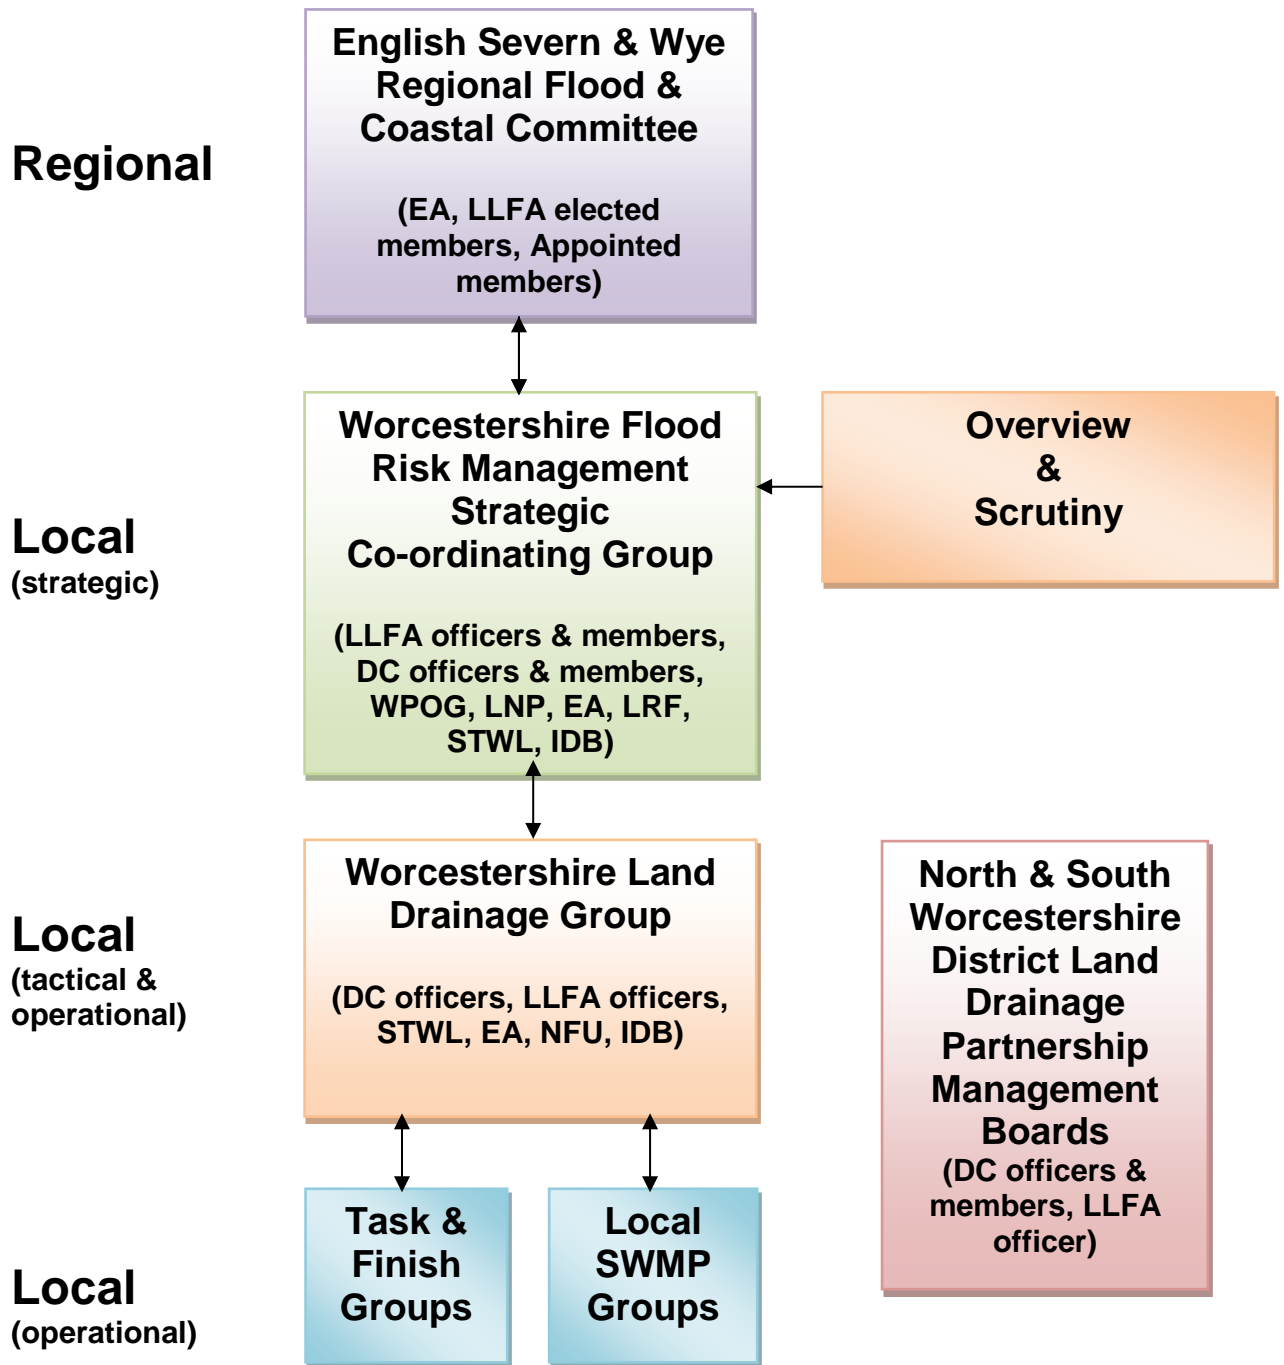 Regional
English Severn & Wye
Regional Flood &
Coastal Committee
(EA, LLFA elected
members, Appointed
members)
Local
(strategic)
Worcestershire Flood
Risk Management
Strategic
Co-ordinating Group
(LLFA officers & members,
DC officers & members,
WPOG, LNP, EA, LRF,
STWL, IDB)
Overview
&
Scrutiny
Local
(tactical &
operational)
Worcestershire Land
Drainage Group
(DC officers, LLFA officers,
STWL, EA, NFU, IDB)
North & South
Worcestershire
District Land
Drainage
Partnership
Management
Boards
(DC officers &
members, LLFA
officer)
Local
(operational)
Task &
Finish
Groups
Local
SWMP
Groups